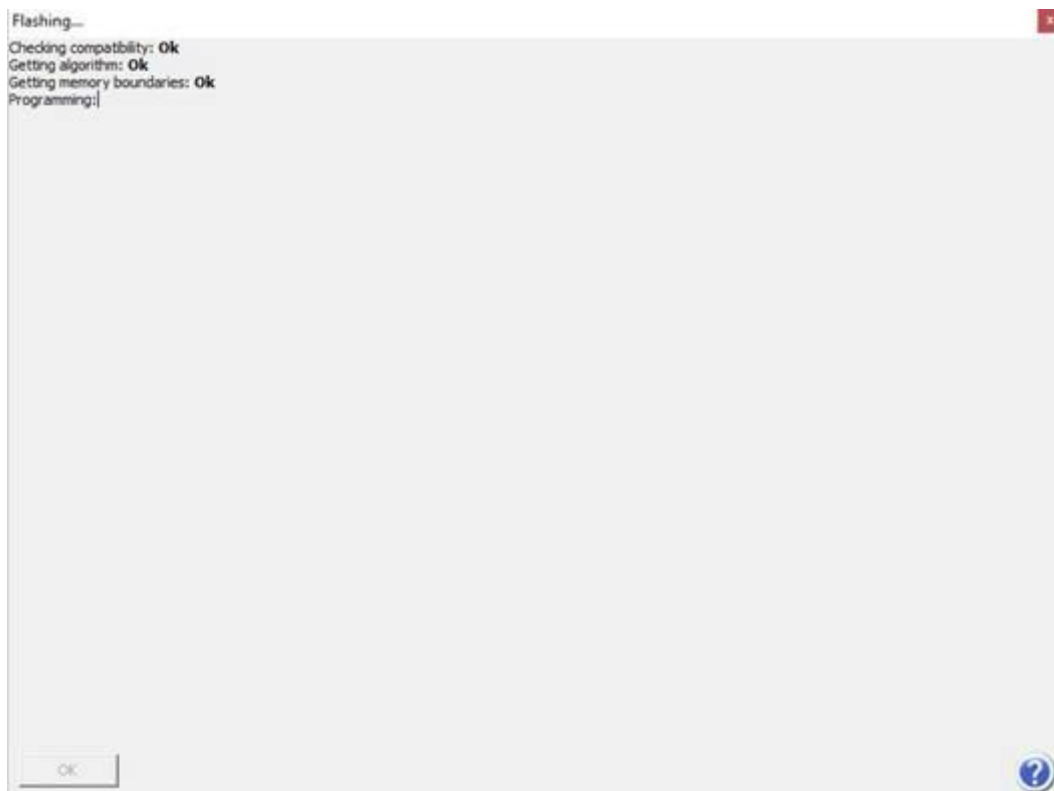 Flashing...
x
Checking compatibility: Ok
Getting algorithm: Ok
Getting memory boundaries: Ok
Programming:
OK
?